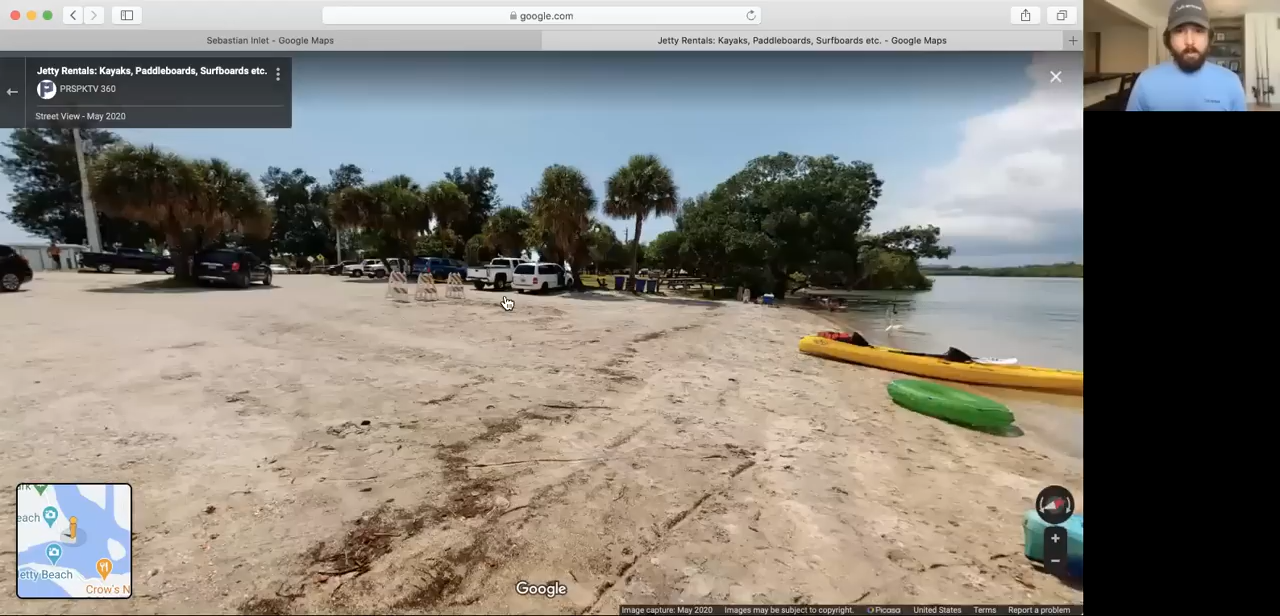 google.com
Sebastian Inlet - Google Maps
Jetty Rentals: Kayaks, Paddleboards, Surfboards etc. - Google Maps
Jetty Rentals: Kayaks, Paddleboards, Surfboards etc.
PRSPKTV 360
Street View - May 2020
each
etty Beach
Crow's N
Google
Image capture: May 2020 Images may be subject to copyright. Picasa United States Terms Report a problem